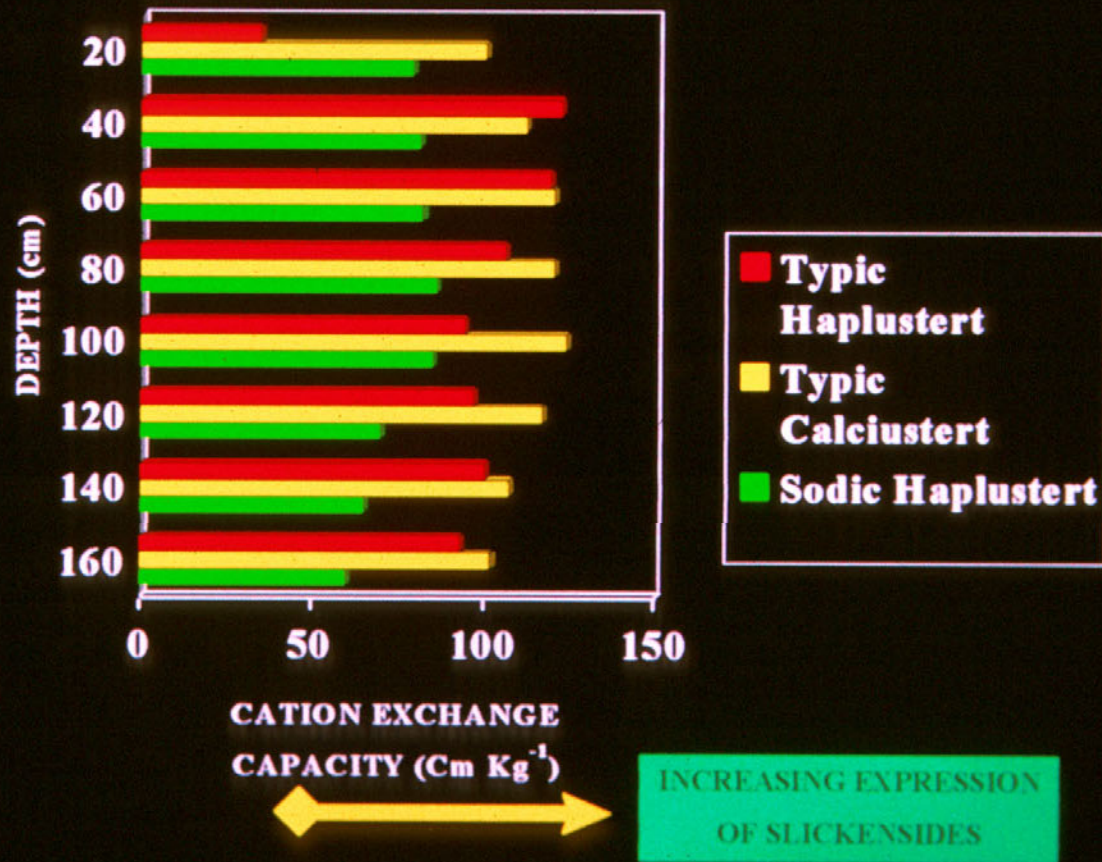 DEPTH (cm)
20
40
60
80
100
120
140
160
0 50 100 150
CATION EXCHANGE
CAPACITY (Cm Kg⁻¹)
Typic
Haplustert
Typic
Calciustert
Sodic Haplustert
INCREASING EXPRESSION
OF SLICKENSIDES